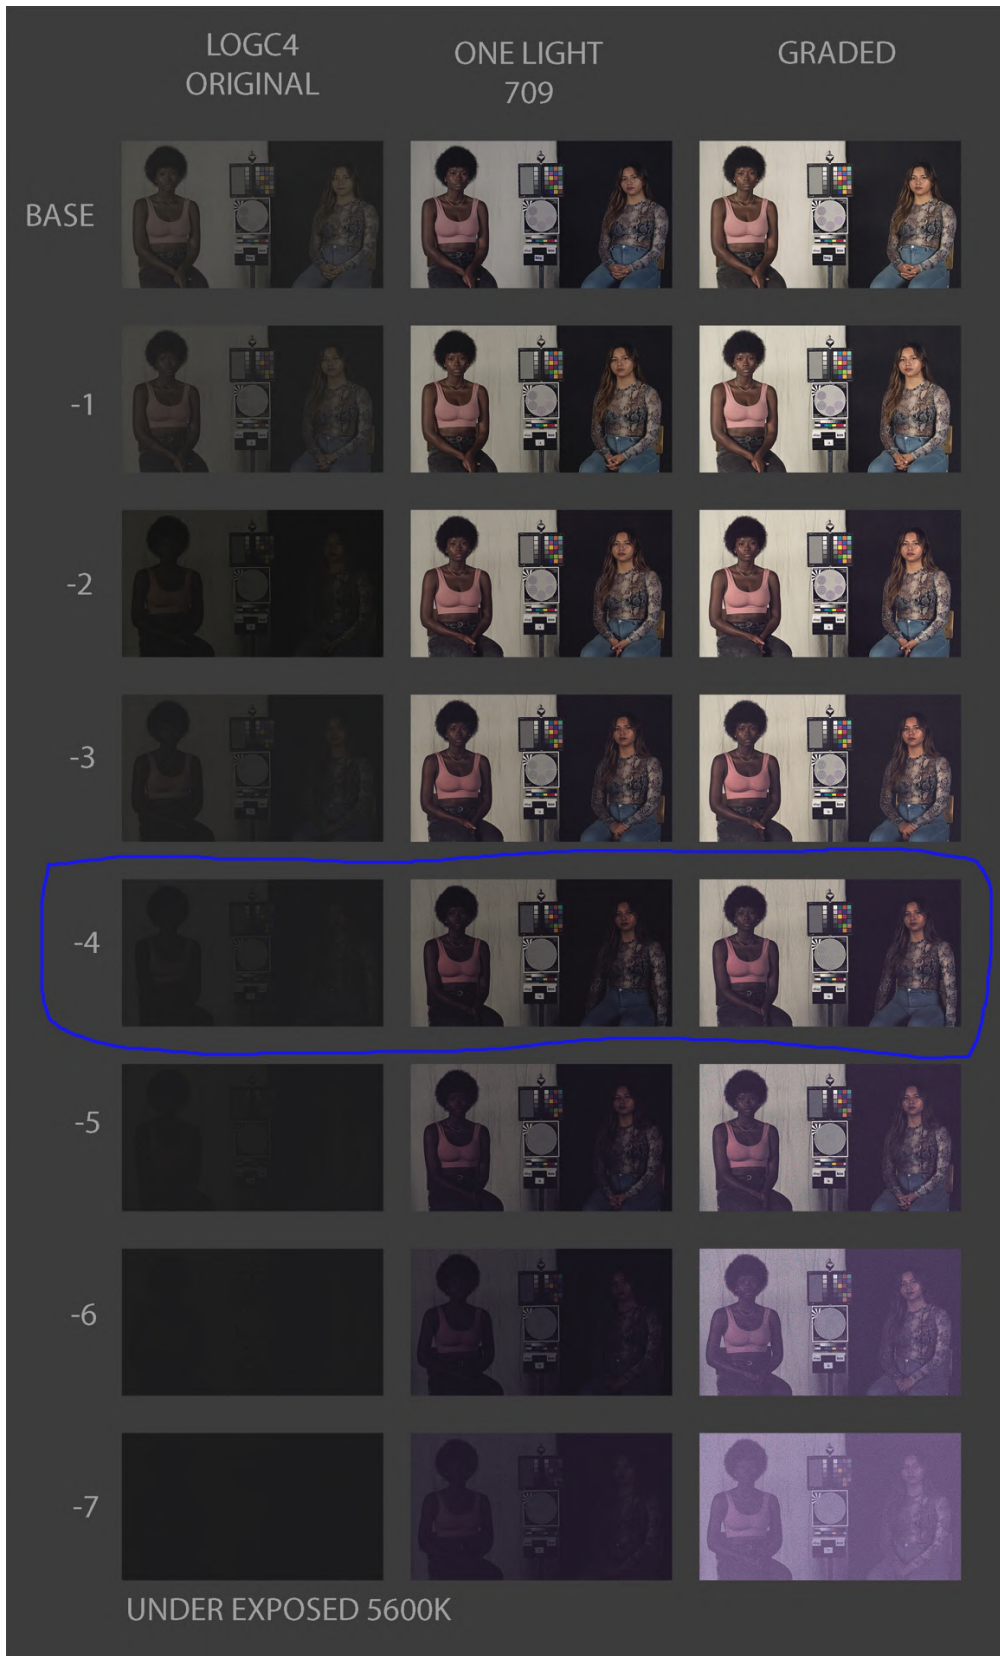 LOGC4
ORIGINAL
ONE LIGHT
709
GRADED
BASE
-1
-2
-3
-4
-5
-6
-7
UNDER EXPOSED 5600K